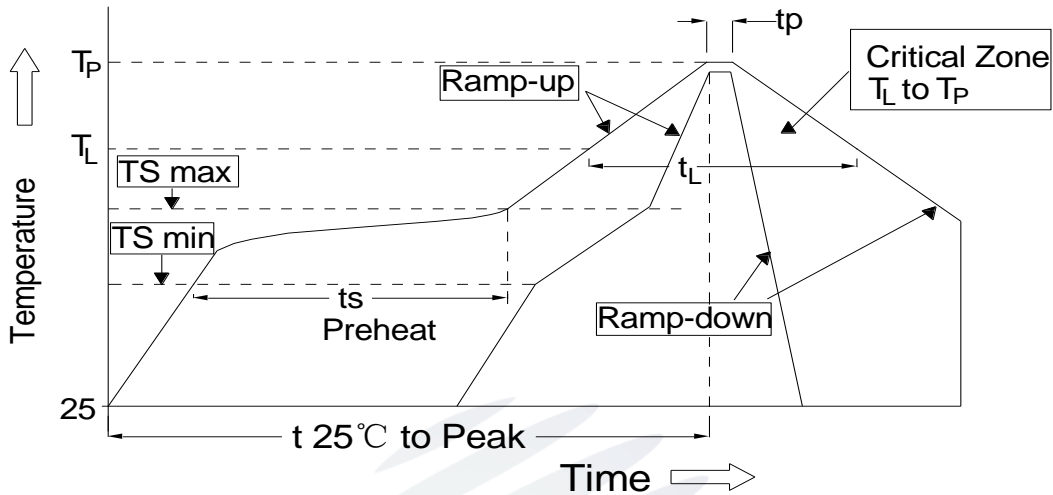 tp
TP
Ramp-up
Critical Zone
TL to TP
TL
tL
TS max
TS min
ts
Preheat
Ramp-down
Temperature
25
t 25℃ to Peak
Time